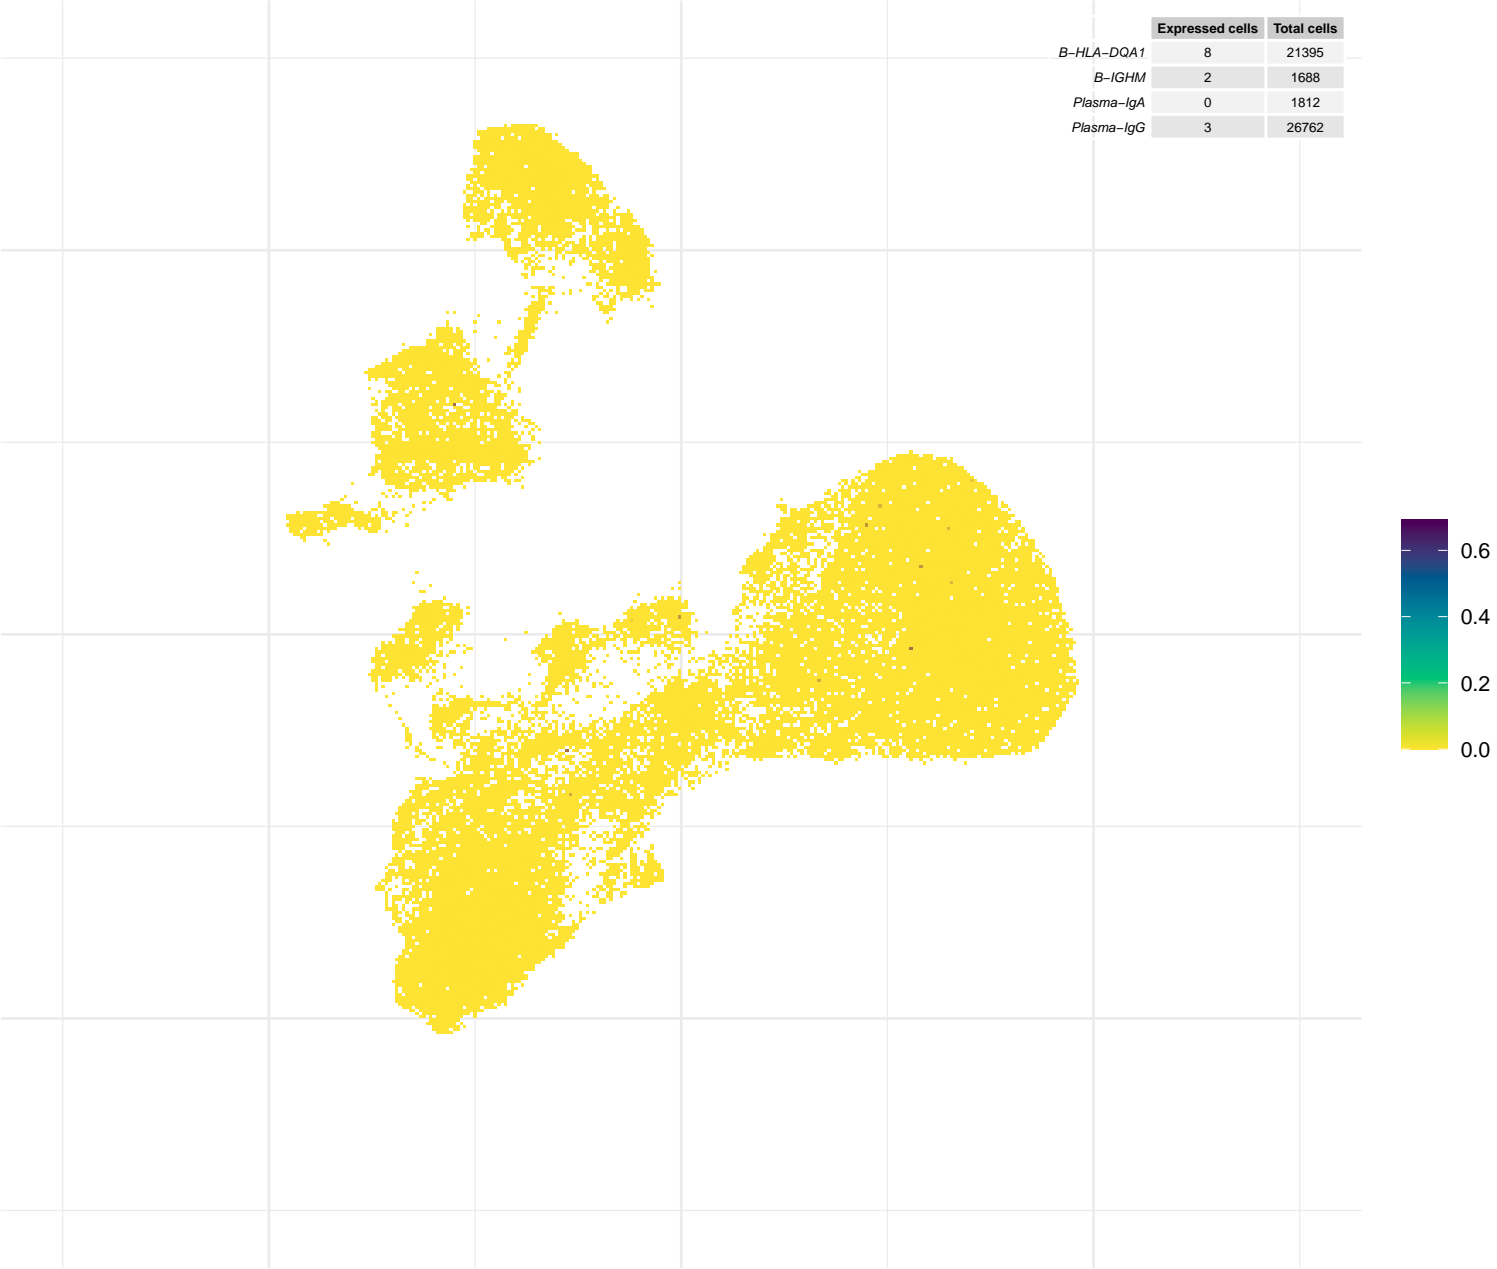 Expressed cells Total cells
B−HLA−DQA1 8 21395
B−IGHM 2 1688
Plasma−IgA 0 1812
Plasma−IgG 3 26762
0.6
0.4
0.2
0.0